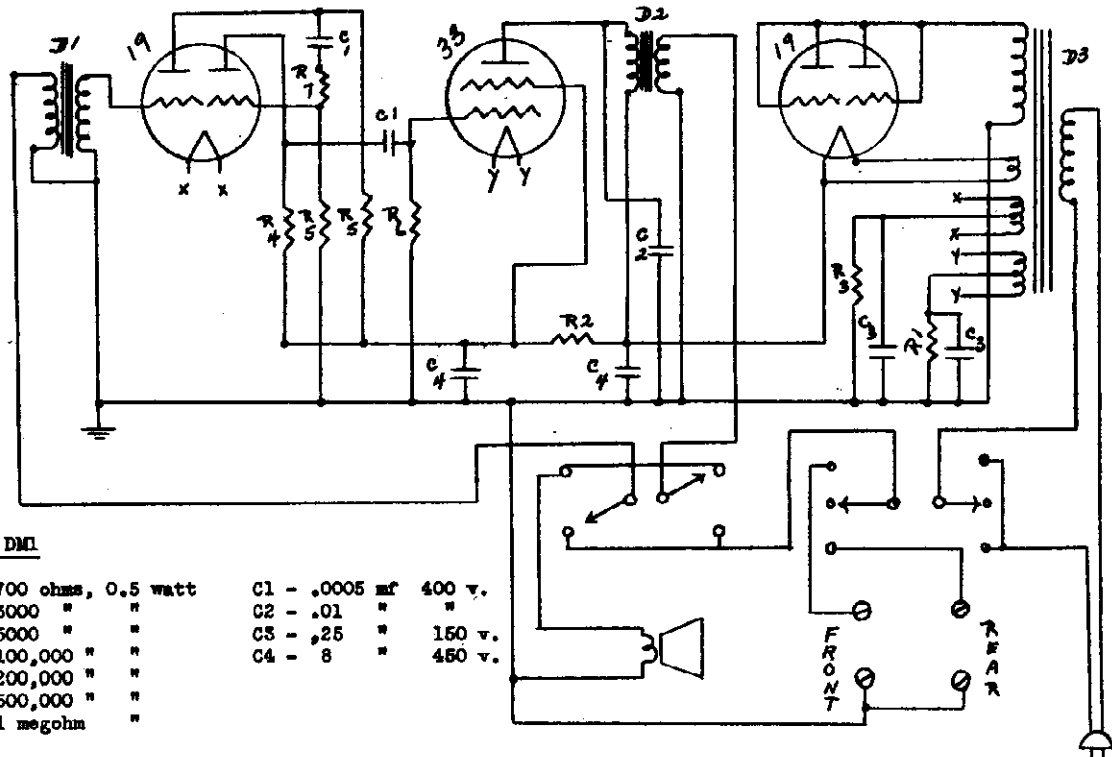 D1
19
C1
R7
33
D2
19
D3
C1
x x
Y Y
R4
R5
R5
R6
C2
x
x
Y
Y
R3
C3
R1
C3
R2
C4
C4
DM1
700 ohms, 0.5 watt
5000 " "
100,000 " "
200,000 " "
500,000 " "
1 megohm "
C1 - .0005 mf 400 v.
C2 - .01 " "
C3 - .25 " 150 v.
C4 - 8 " 450 v.
FRONT
REAR